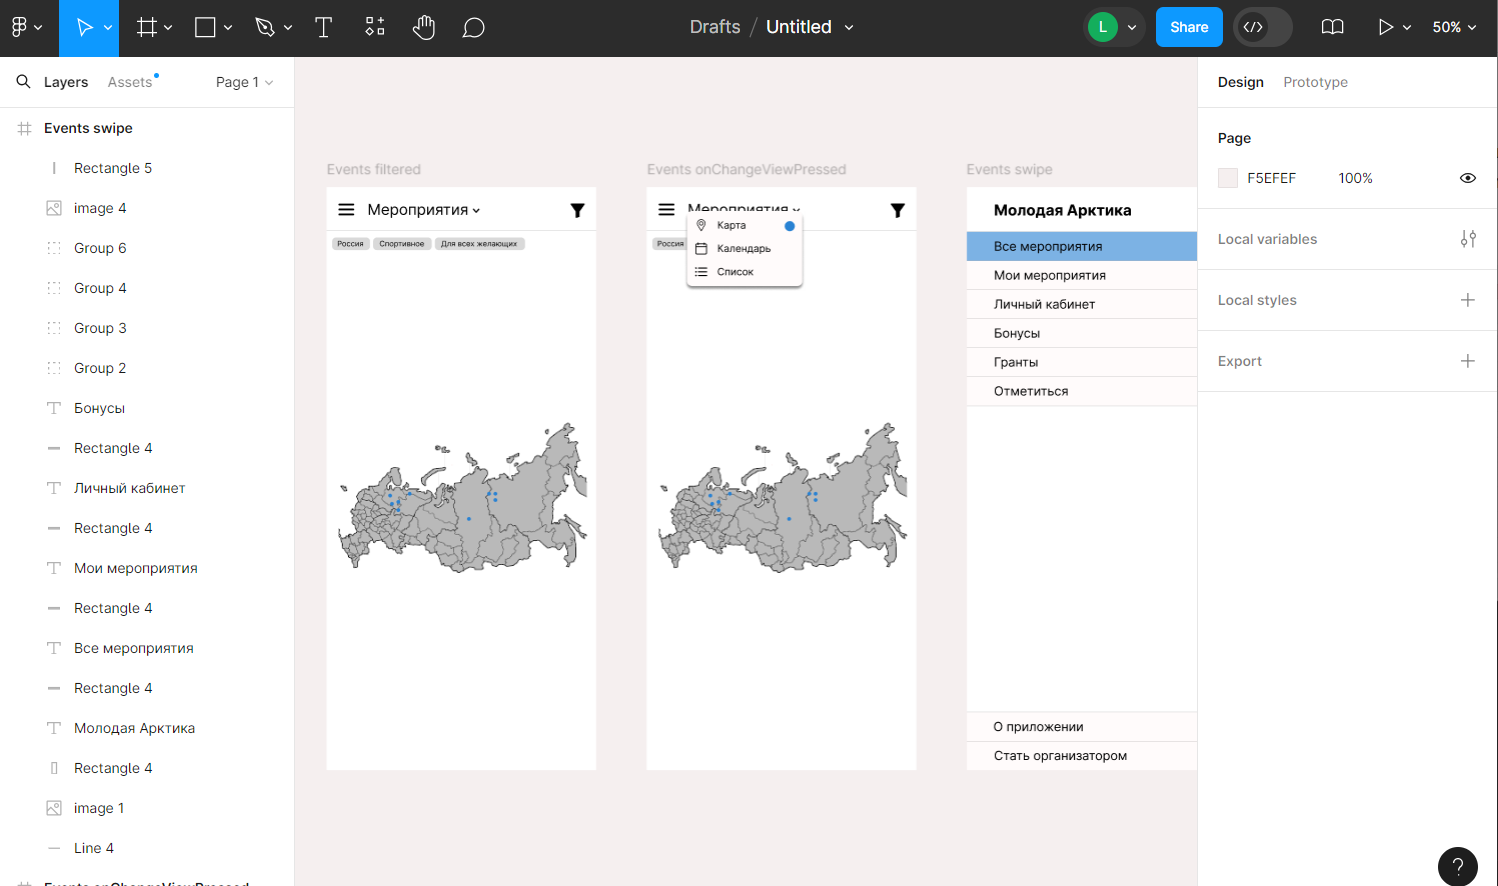 Drafts / Untitled
L
Share
50%
Layers
Assets
Page 1
Events swipe
Rectangle 5
image 4
Group 6
Group 4
Group 3
Group 2
Бонусы
Rectangle 4
Личный кабинет
Rectangle 4
Мои мероприятия
Rectangle 4
Все мероприятия
Rectangle 4
Молодая Арктика
Rectangle 4
image 1
Line 4
Events onChangeViewPressed
Events filtered
Мероприятия
Россия
Спортивное
Для всех желающих
Events onChangeViewPressed
Мероприятия
Россия
Карта
Календарь
Список
Events swipe
Молодая Арктика
Все мероприятия
Мои мероприятия
Личный кабинет
Бонусы
Гранты
Отметиться
О приложении
Стать организатором
Design
Prototype
Page
F5EFEF
100%
Local variables
Local styles
Export
?